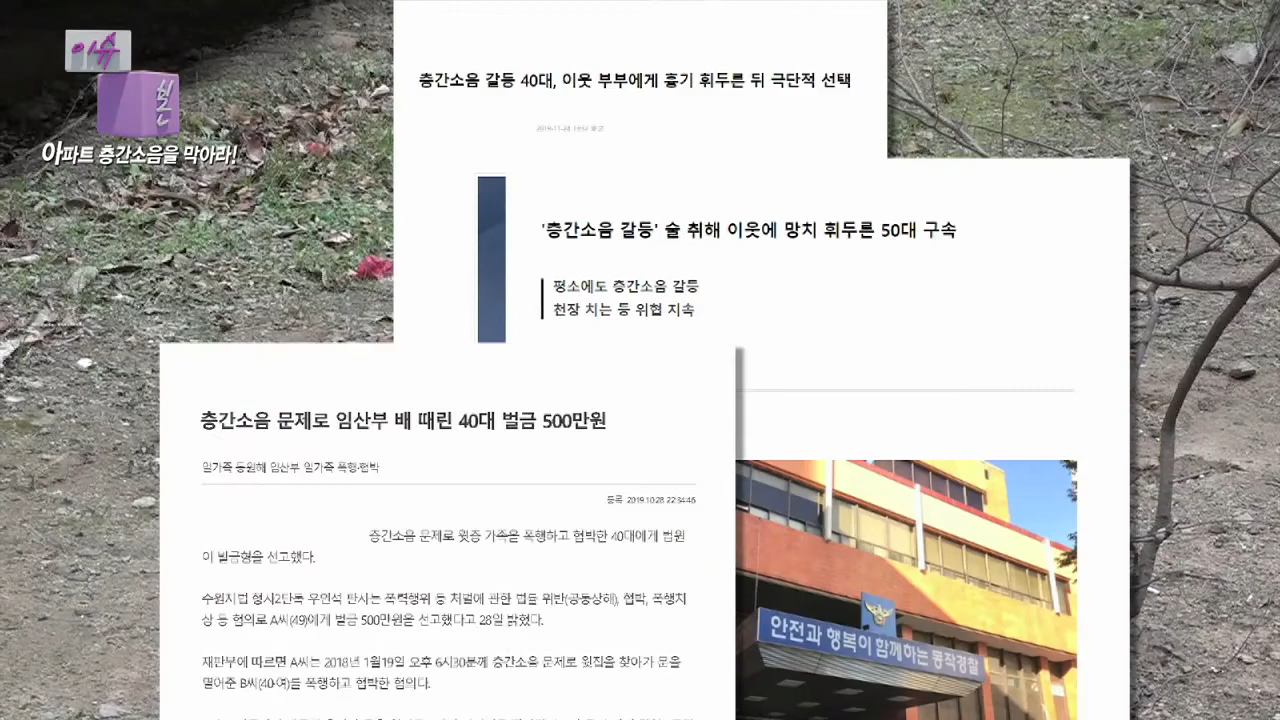 이슈
아파트 층간소음을 막아라!
층간소음 갈등 40대, 이웃 부부에게 흉기 휘두른 뒤 극단적 선택
'층간소음 갈등' 술 취해 이웃에 망치 휘두른 50대 구속
평소에도 층간소음 갈등
천장 치는 등 위협 지속
층간소음 문제로 임산부 배 때린 40대 벌금 500만원
일가족 동원해 임산부 일가족 폭행·협박
등록 2019.10.28 22:34:46
층간소음 문제로 윗층 가족을 폭행하고 협박한 40대에게 법원
이 벌금형을 선고했다.
수원지법 형사2단독 우인석 판사는 폭력행위 등 처벌에 관한 법률 위반(공동상해), 협박, 폭행치
상 등 혐의로 A씨(49)에게 벌금 500만원을 선고했다고 28일 밝혔다.
재판부에 따르면 A씨는 2018년 1월19일 오후 6시30분께 층간소음 문제로 윗집을 찾아가 문을
열어준 B씨(40·여)를 폭행하고 협박한 혐의다.
안전과 행복이 함께하는 동작경찰